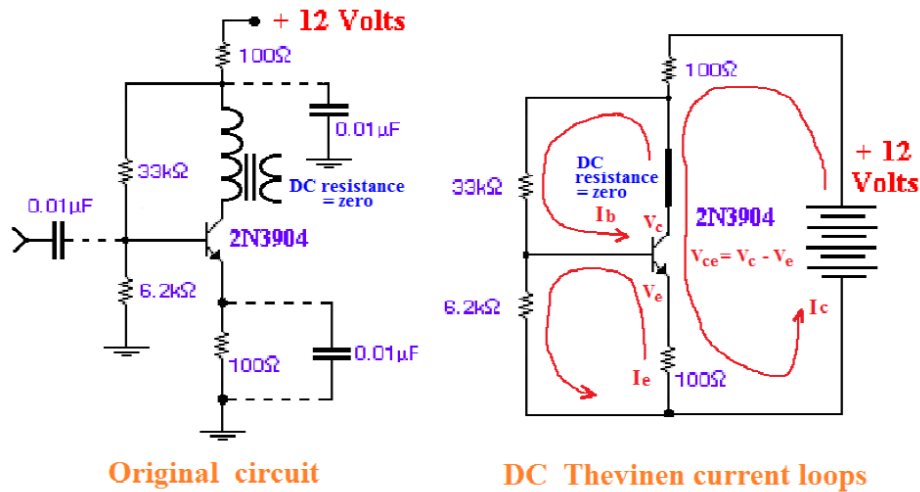 + 12 Volts
100Ω
0.01µF
33kΩ
DC resistance
= zero
0.01µF
2N3904
6.2kΩ
100Ω
0.01µF
Original circuit
100Ω
+ 12
Volts
33kΩ
DC
resistance
= zero
Ib
Vc
2N3904
Vce= Vc - Ve
Ve
6.2kΩ
Ic
Ie
100Ω
DC Thevinen current loops